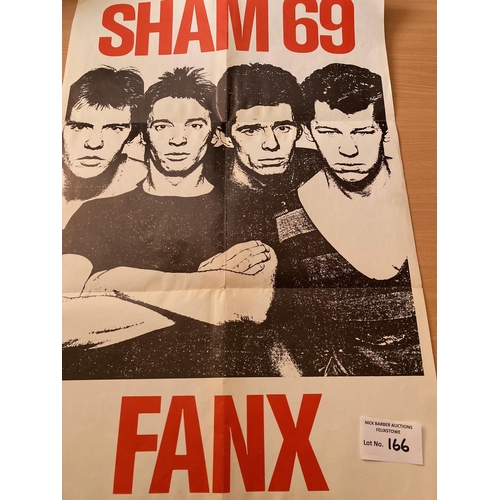 SHAM 69
FANX
NICK BARBER AUCTIONS
FELIXSTOWE
Lot No. 166